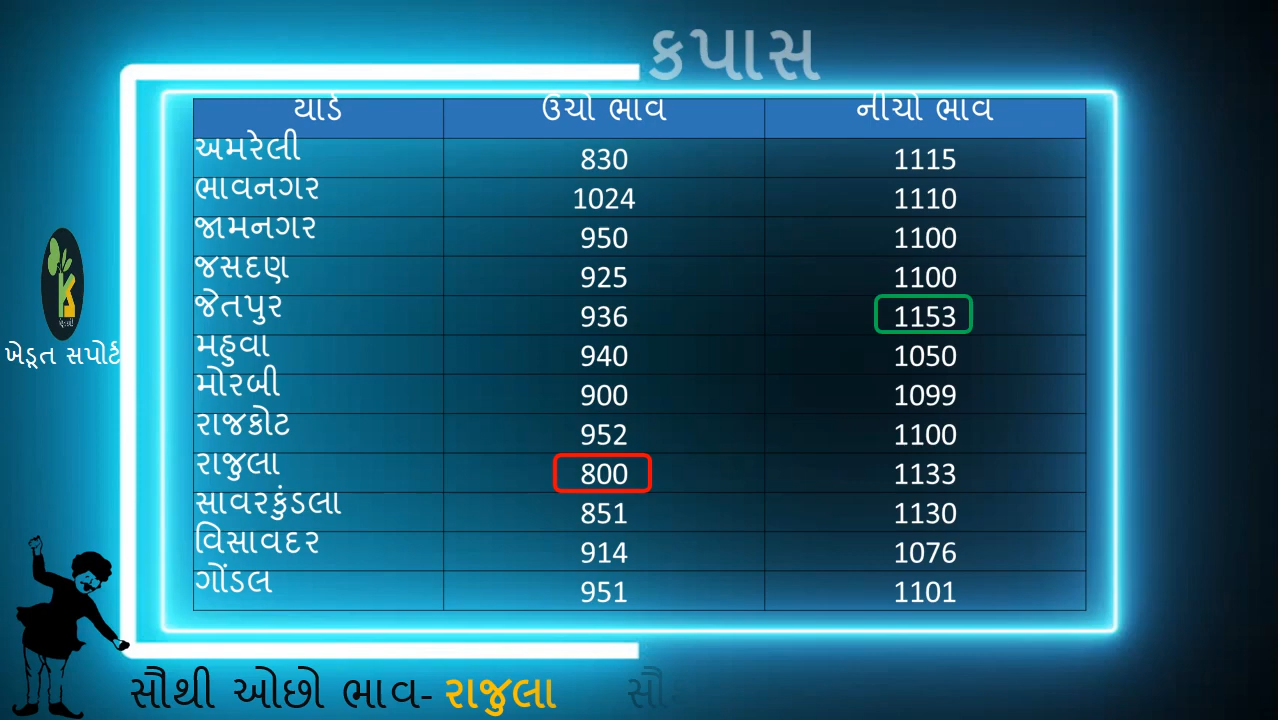 કપાસ
યાર્ડ ઉંચો ભાવ નીચો ભાવ
અમરેલી 830 1115
ભાવનગર 1024 1110
જામનગર 950 1100
જસદણ 925 1100
જેતપુર 936 1153
મહુવા 940 1050
મોરબી 900 1099
રાજકોટ 952 1100
રાજુલા 800 1133
સાવરકુંડલા 851 1130
વિસાવદર 914 1076
ગોંડલ 951 1101
ખેડૂત સપોર્ટ
સૌથી ઓછો ભાવ- રાજુલા